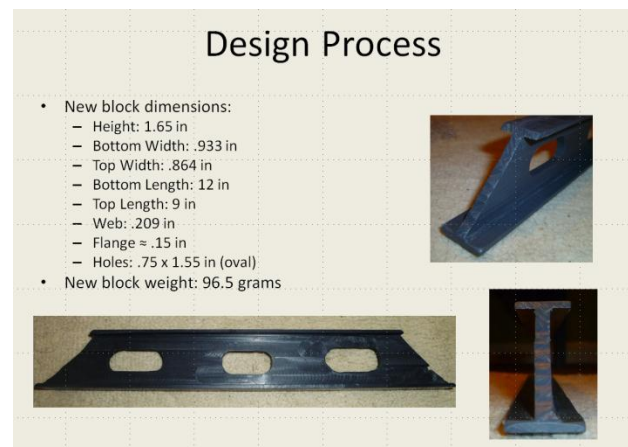 Design Process
• New block dimensions:
– Height: 1.65 in
– Bottom Width: .933 in
– Top Width: .864 in
– Bottom Length: 12 in
– Top Length: 9 in
– Web: .209 in
– Flange ≈ .15 in
– Holes: .75 x 1.55 in (oval)
• New block weight: 96.5 grams